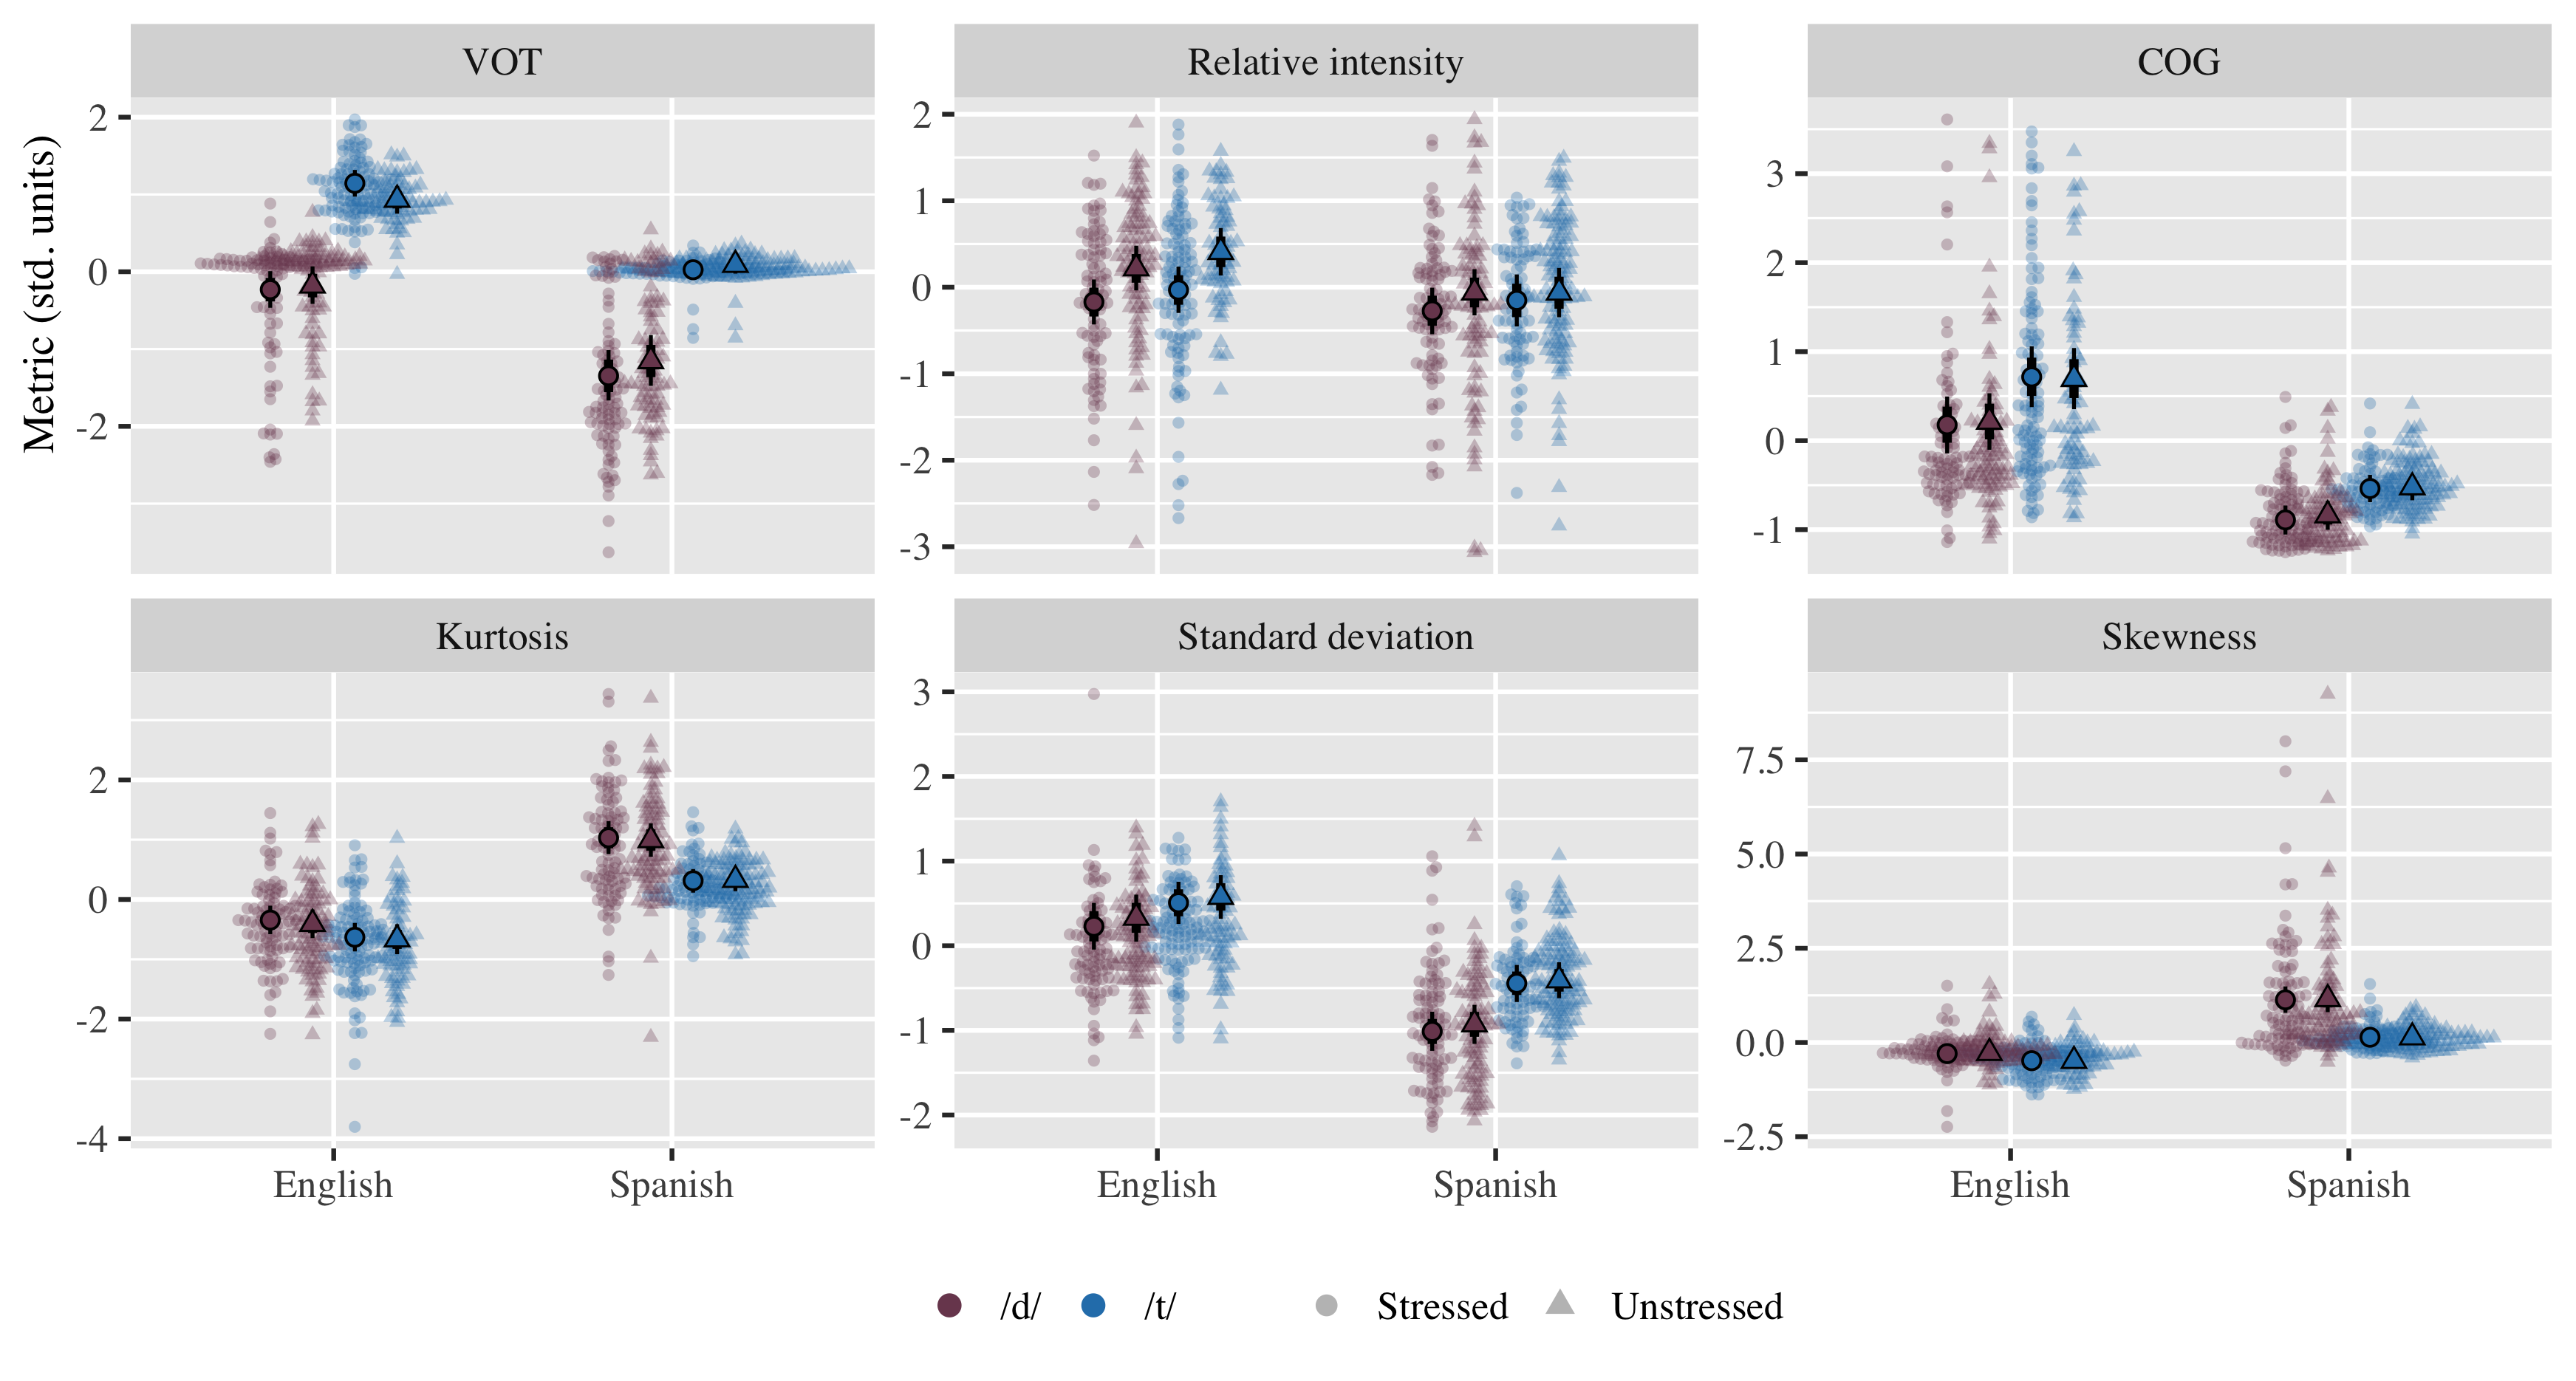 VOT
Relative intensity
COG
Metric (std. units)
2
0
-2
2
1
0
-1
-2
-3
3
2
1
0
-1
Kurtosis
Standard deviation
Skewness
2
0
-2
-4
3
2
1
0
-1
-2
7.5
5.0
2.5
0.0
-2.5
English Spanish
English Spanish
English Spanish
/d/ /t/ Stressed Unstressed